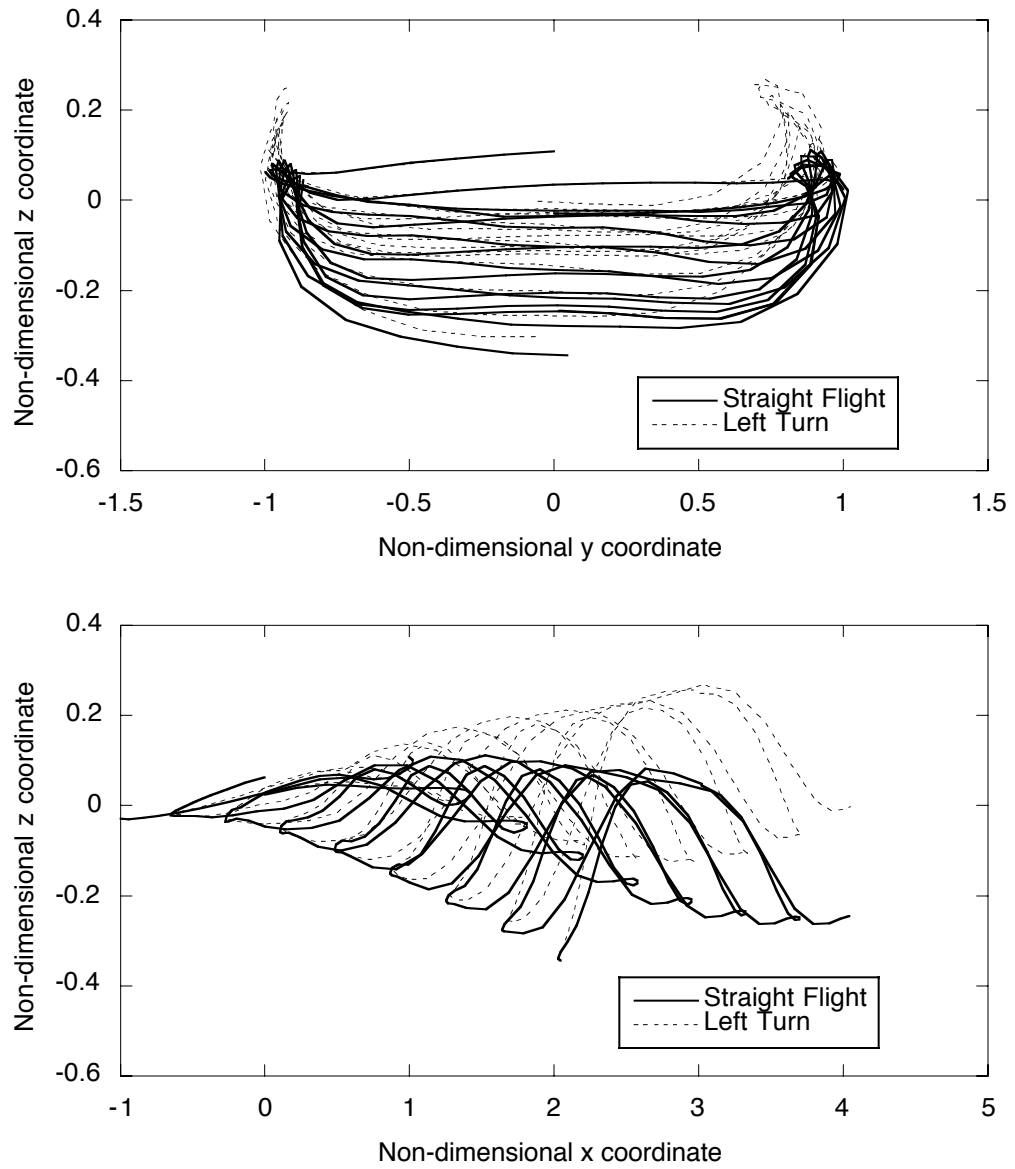 0.4
0.2
0
-0.2
-0.4
-0.6
Non-dimensional z coordinate
Straight Flight
Left Turn
-1.5 -1 -0.5 0 0.5 1 1.5
Non-dimensional y coordinate
0.4
0.2
0
-0.2
-0.4
-0.6
Non-dimensional z coordinate
Straight Flight
Left Turn
-1 0 1 2 3 4 5
Non-dimensional x coordinate